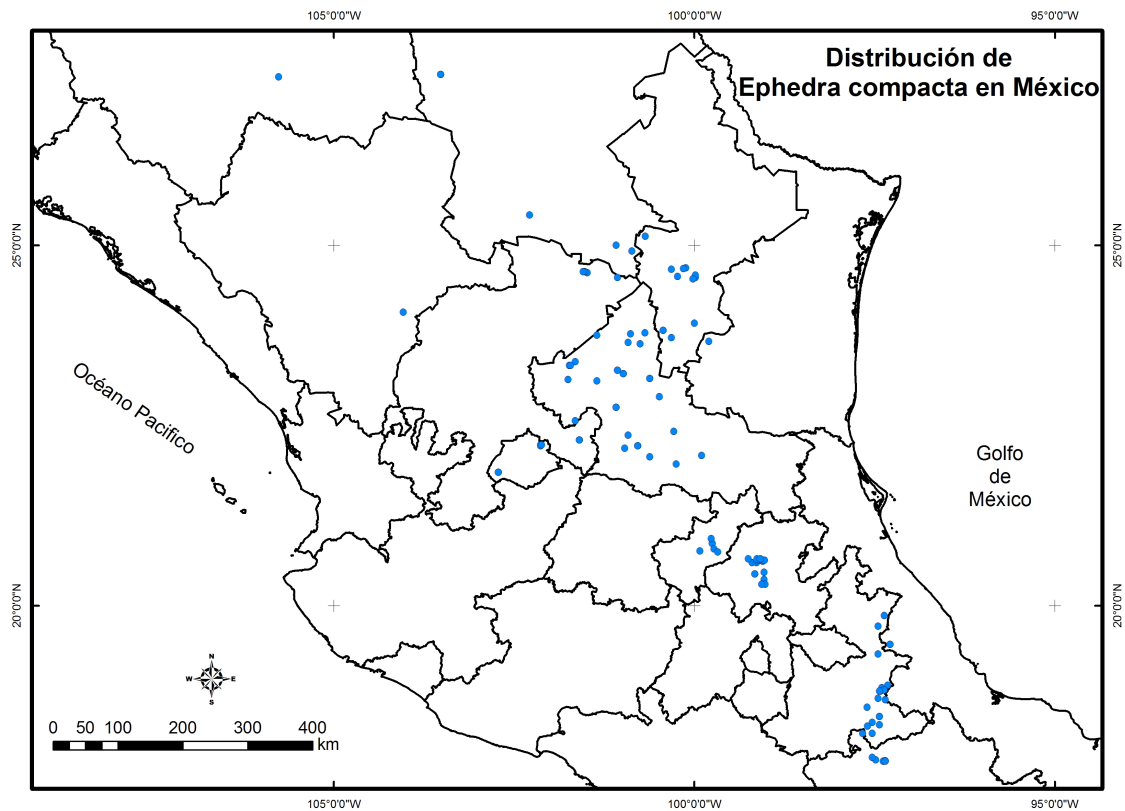 105°0'0"W 100°0'0"W 95°0'0"W
Distribución de
Ephedra compacta en México
25°0'0"N 25°0'0"N
Océano Pacifico
Golfo
de
México
20°0'0"N 20°0'0"N
N
W E
S
0 50 100 200 300 400
km
105°0'0"W 100°0'0"W 95°0'0"W